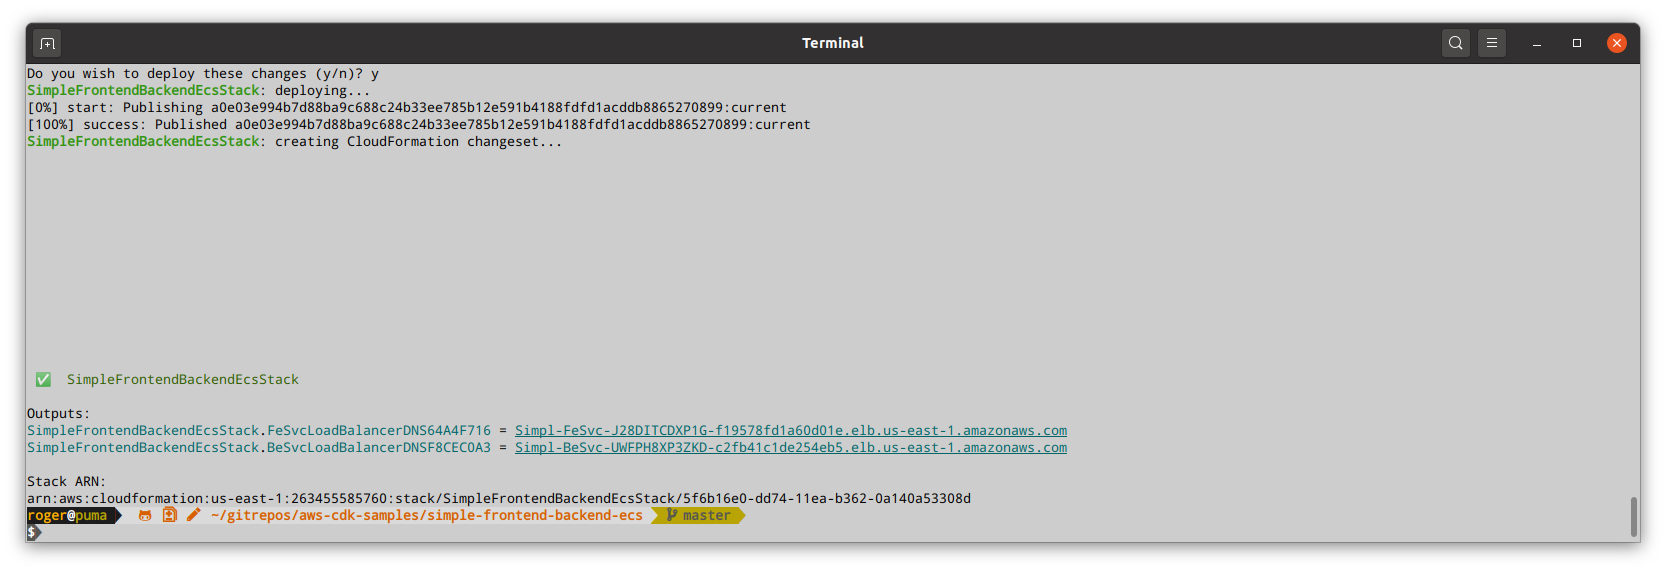 Terminal
Do you wish to deploy these changes (y/n)? y
SimpleFrontendBackendEcsStack: deploying...
[0%] start: Publishing a0e03e994b7d88ba9c688c24b33ee785b12e591b4188fdfd1acddb8865270899:current
[100%] success: Published a0e03e994b7d88ba9c688c24b33ee785b12e591b4188fdfd1acddb8865270899:current
SimpleFrontendBackendEcsStack: creating CloudFormation changeset...
✅ SimpleFrontendBackendEcsStack
Outputs:
SimpleFrontendBackendEcsStack.FeSvcLoadBalancerDNS64A4F716 = Simpl-FeSvc-J28DITCDXP1G-f19578fd1a60d01e.elb.us-east-1.amazonaws.com
SimpleFrontendBackendEcsStack.BeSvcLoadBalancerDNSF8CEC0A3 = Simpl-BeSvc-UWFPH8XP3ZKD-c2fb41c1de254eb5.elb.us-east-1.amazonaws.com
Stack ARN:
arn:aws:cloudformation:us-east-1:263455585760:stack/SimpleFrontendBackendEcsStack/5f6b16e0-dd74-11ea-b362-0a140a53308d
roger@puma ~/gitrepos/aws-cdk-samples/simple-frontend-backend-ecs master
$